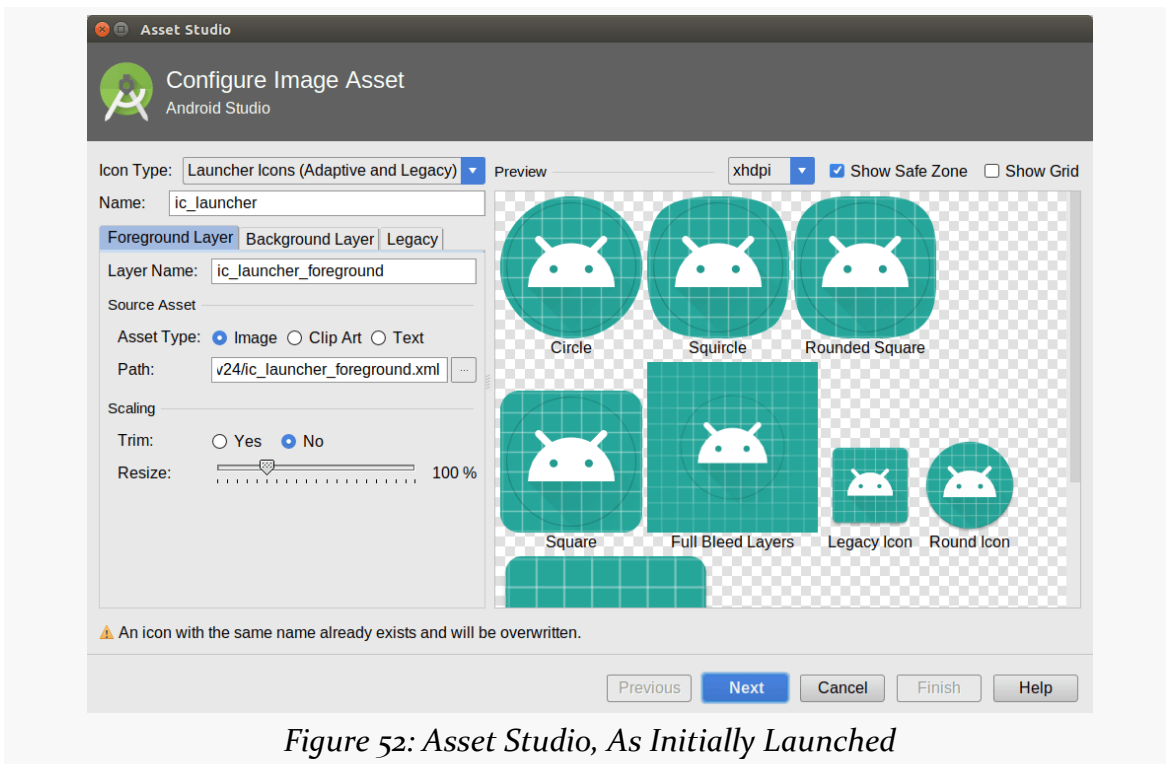 Asset Studio
Configure Image Asset
Android Studio
Icon Type: Launcher Icons (Adaptive and Legacy)
Name: ic_launcher
Foreground Layer Background Layer Legacy
Layer Name: ic_launcher_foreground
Source Asset
Asset Type: Image Clip Art Text
Path: v24/ic_launcher_foreground.xml ...
Scaling
Trim: Yes No
Resize: 100 %
Preview xhdpi Show Safe Zone Show Grid
Circle Squircle Rounded Square
Square Full Bleed Layers Legacy Icon Round Icon
An icon with the same name already exists and will be overwritten.
Previous Next Cancel Finish Help
Figure 52: Asset Studio, As Initially Launched